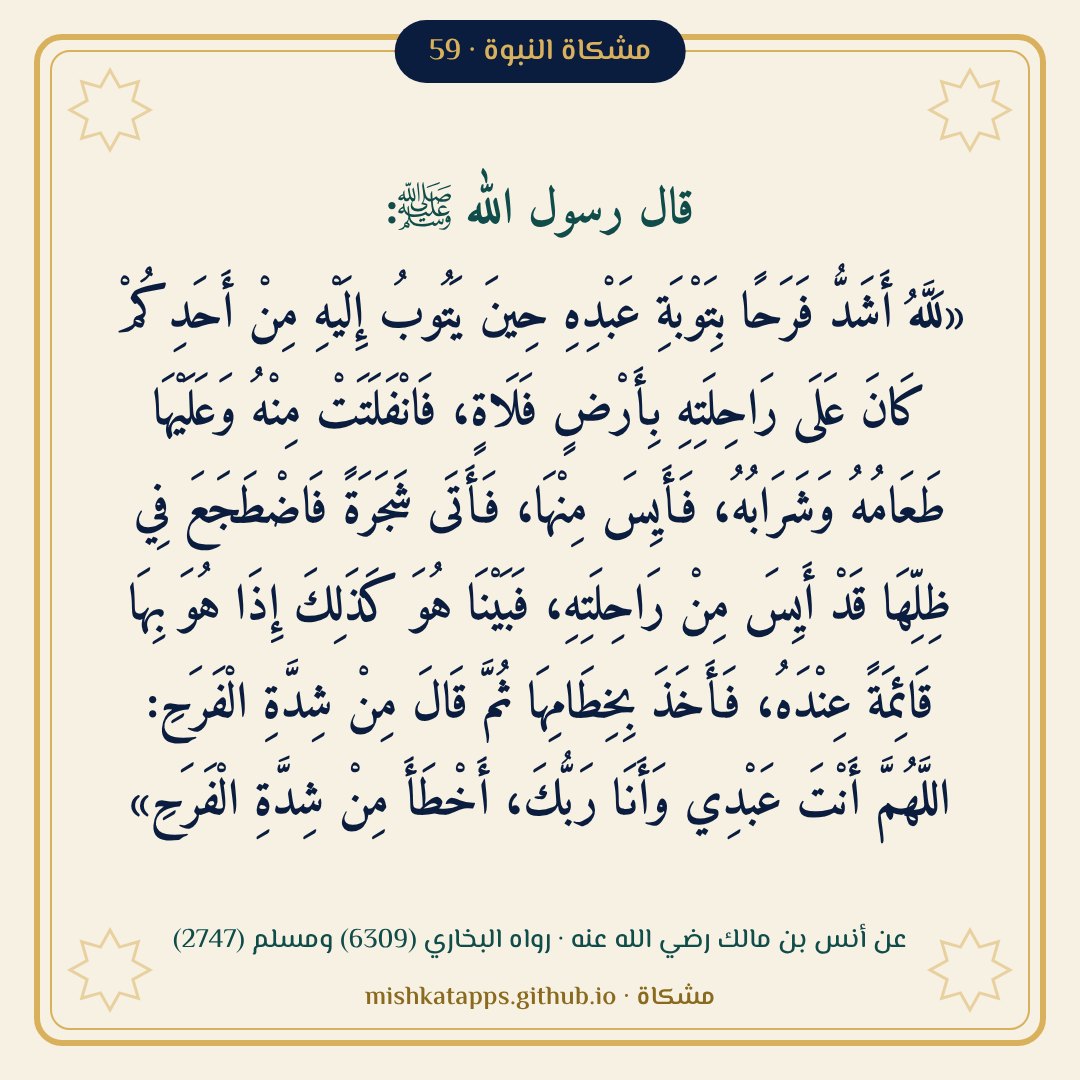 مشكاة النبوة · 59
قال رسول الله ﷺ:
«لَلَّهُ أَشَدُّ فَرَحًا بِتَوْبَةِ عَبْدِهِ حِينَ يَتُوبُ إِلَيْهِ مِنْ أَحَدِكُمْ
كَانَ عَلَى رَاحِلَتِهِ بِأَرْضٍ فَلَاةٍ، فَانْفَلَتَتْ مِنْهُ وَعَلَيْهَا
طَعَامُهُ وَشَرَابُهُ، فَأَيِسَ مِنْهَا، فَأَتَى شَجَرَةً فَاضْطَجَعَ فِي
ظِلِّهَا قَدْ أَيِسَ مِنْ رَاحِلَتِهِ، فَبَيْنَا هُوَ كَذَلِكَ إِذَا هُوَ بِهَا
قَائِمَةً عِنْدَهُ، فَأَخَذَ بِخِطَامِهَا ثُمَّ قَالَ مِنْ شِدَّةِ الْفَرَحِ:
اللَّهُمَّ أَنْتَ عَبْدِي وَأَنَا رَبُّكَ، أَخْطَأَ مِنْ شِدَّةِ الْفَرَحِ»
عن أنس بن مالك رضي الله عنه · رواه البخاري (6309) ومسلم (2747)
مشكاة · mishkatapps.github.io